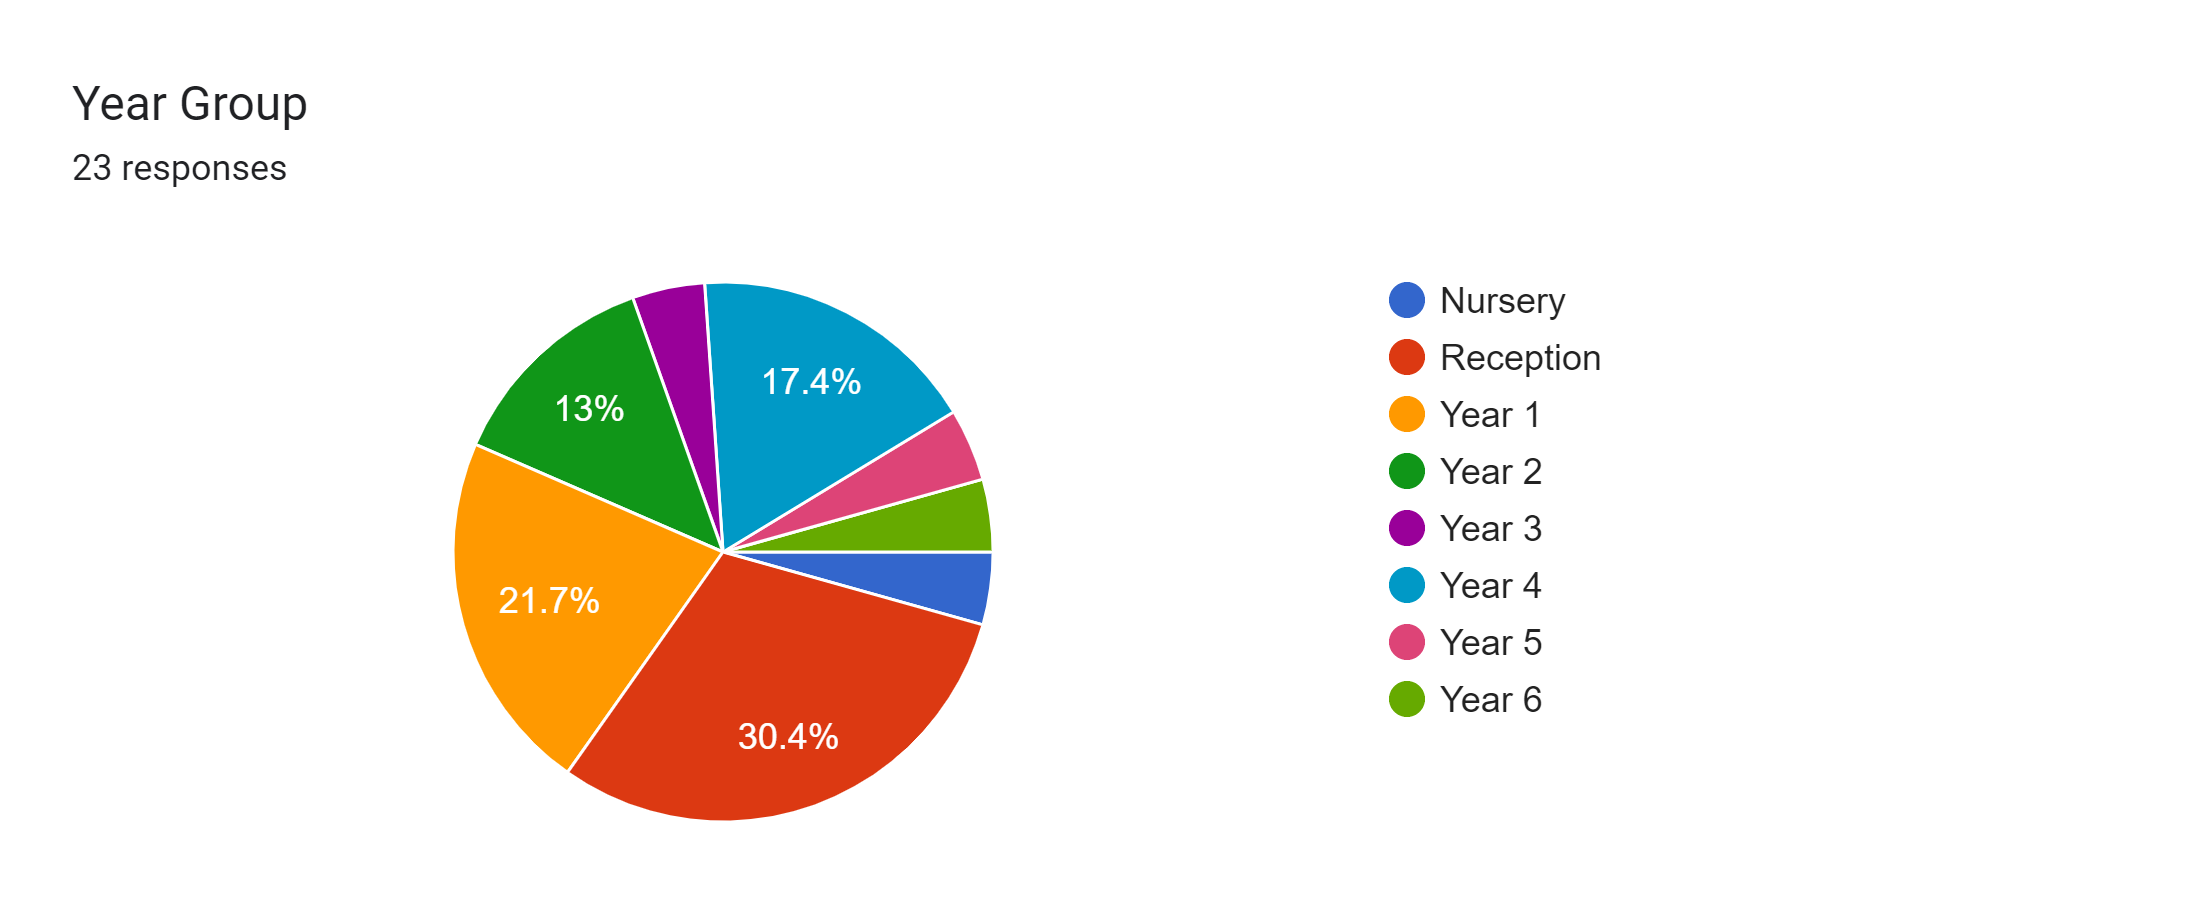 Year Group
23 responses
17.4%
13%
21.7%
30.4%
Nursery
Reception
Year 1
Year 2
Year 3
Year 4
Year 5
Year 6